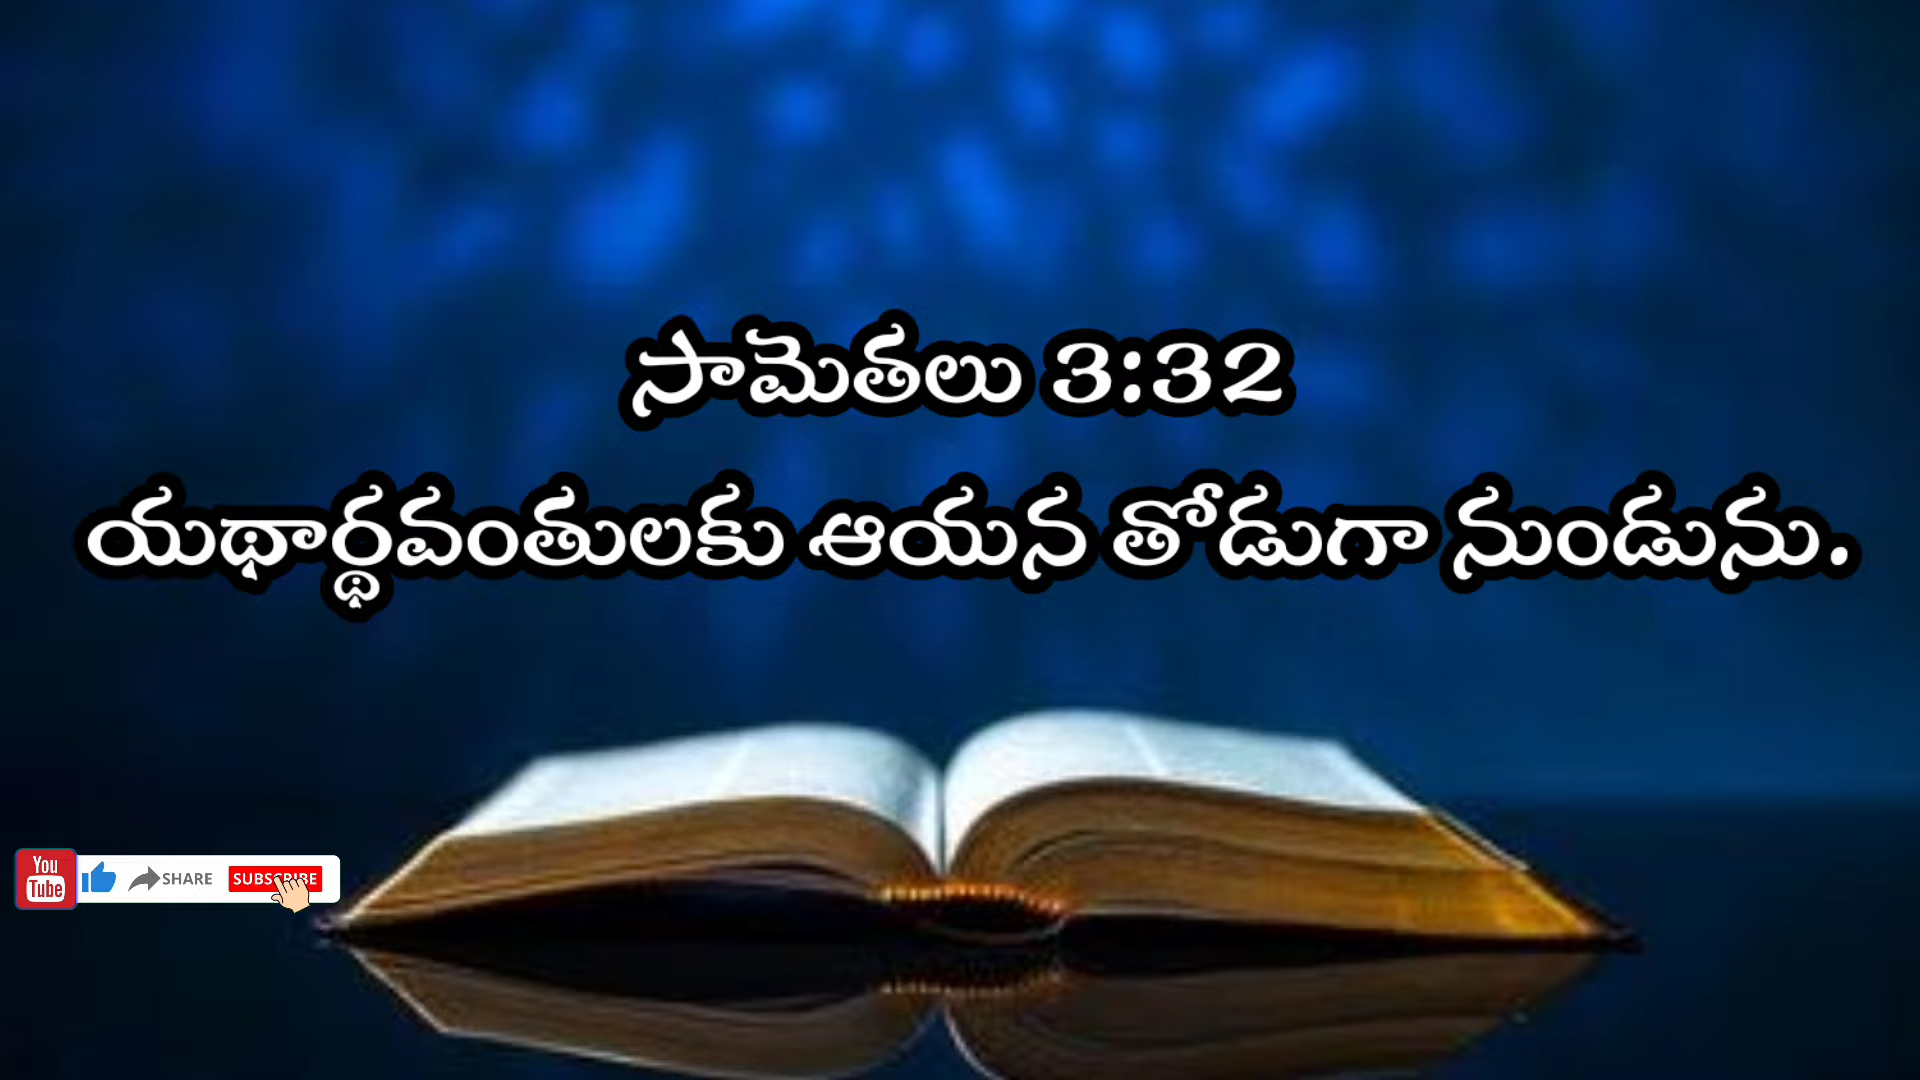 సామెతలు 3:32
యథార్థవంతులకు ఆయన తోడుగా నుండును.
You
Tube
SHARE
SUBSCRIBE